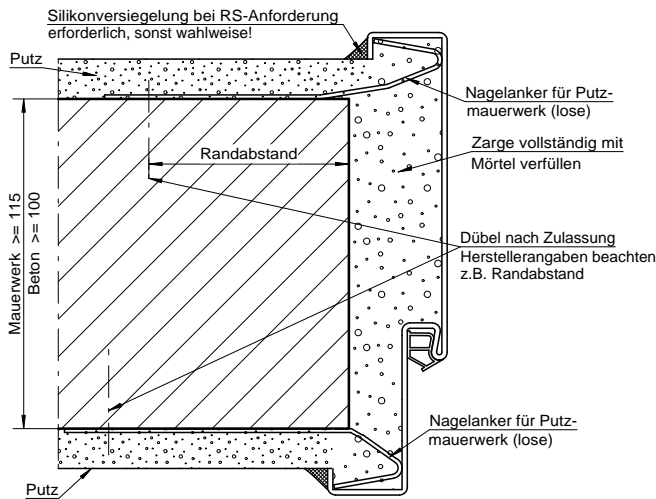 Silikonversiegelung bei RS-Anforderung
erforderlich, sonst wahlweise!
Putz
Nagelanker für Putz-
mauerwerk (lose)
Zarge vollständig mit
Mörtel verfüllen
Randabstand
Mauerwerk >= 115
Beton >= 100
Dübel nach Zulassung
Herstellerangaben beachten
z.B. Randabstand
Nagelanker für Putz-
mauerwerk (lose)
Putz